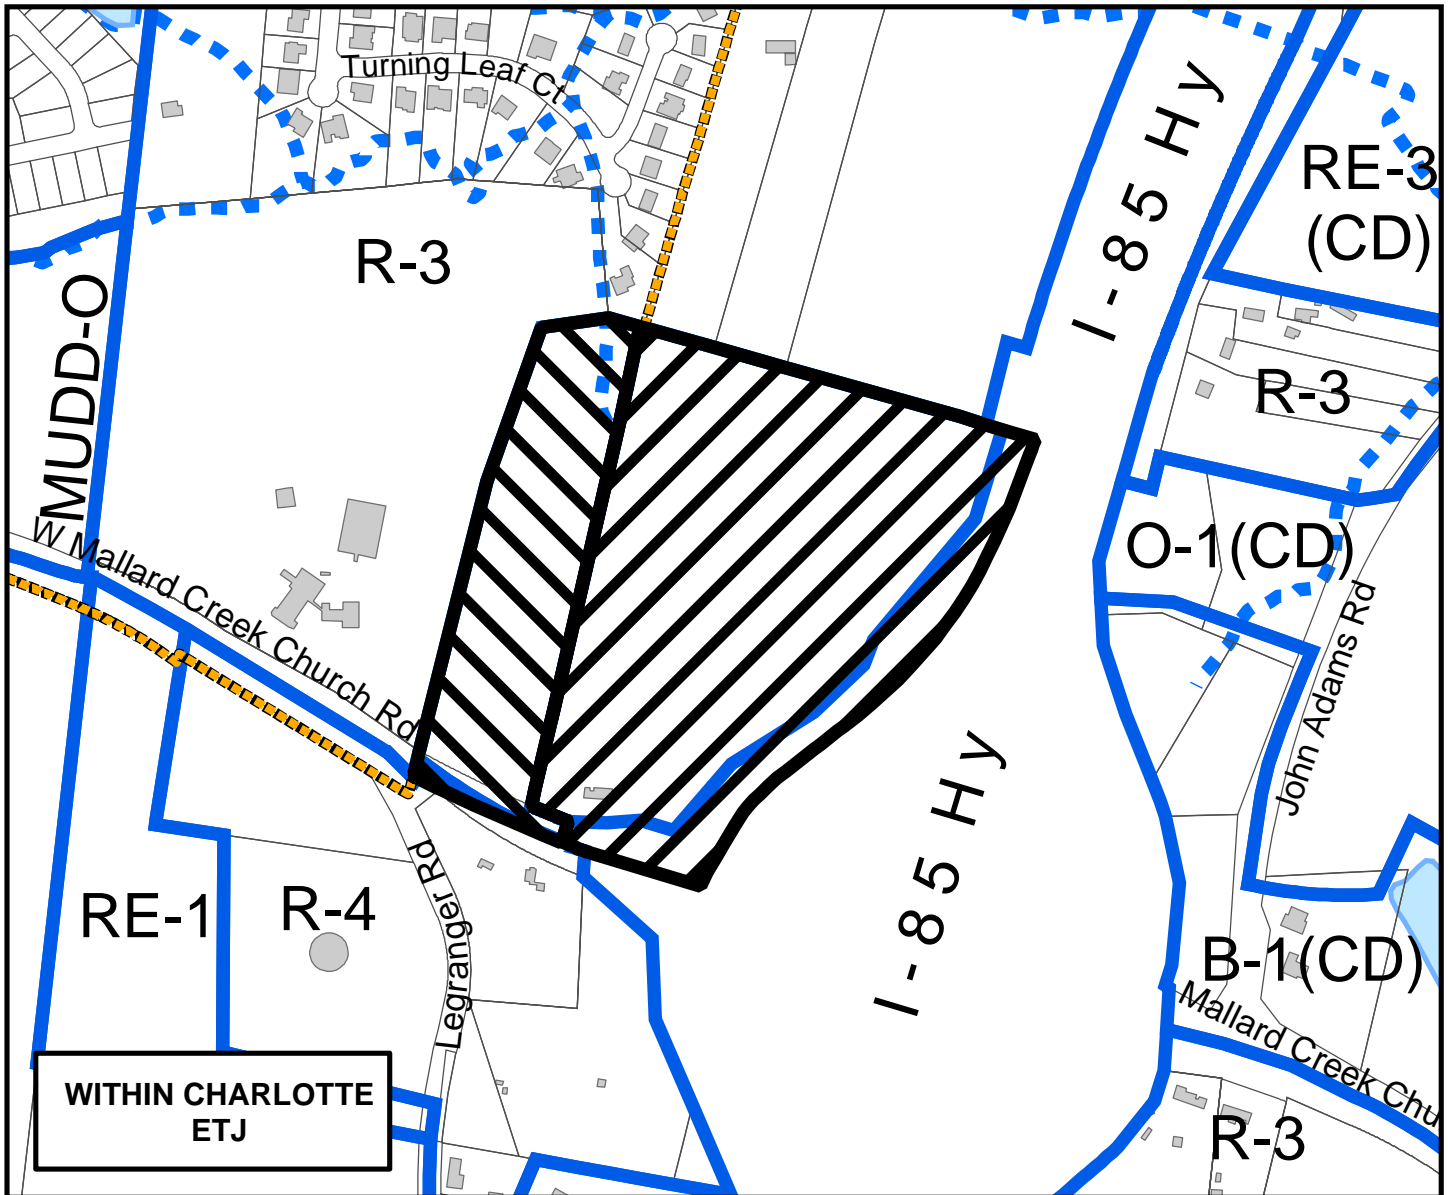 Turning Leaf Ct
I-85 Hy
RE-3
(CD)
R-3
MUDD-O
R-3
W Mallard Creek Church Rd
O-1(CD)
John Adams Rd
I-85 Hy
Legranger Rd
RE-1
R-4
B-1(CD)
Mallard Creek Chu
WITHIN CHARLOTTE
ETJ
R-3